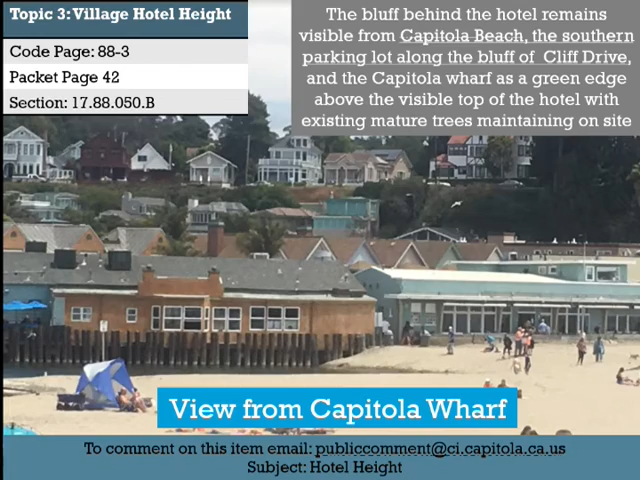 Topic 3: Village Hotel Height
Code Page: 88-3
Packet Page 42
Section: 17.88.050.B
The bluff behind the hotel remains
visible from Capitola Beach, the southern
parking lot along the bluff of Cliff Drive,
and the Capitola wharf as a green edge
above the visible top of the hotel with
existing mature trees maintaining on site
View from Capitola Wharf
To comment on this item email: publiccomment@ci.capitola.ca.us
Subject: Hotel Height